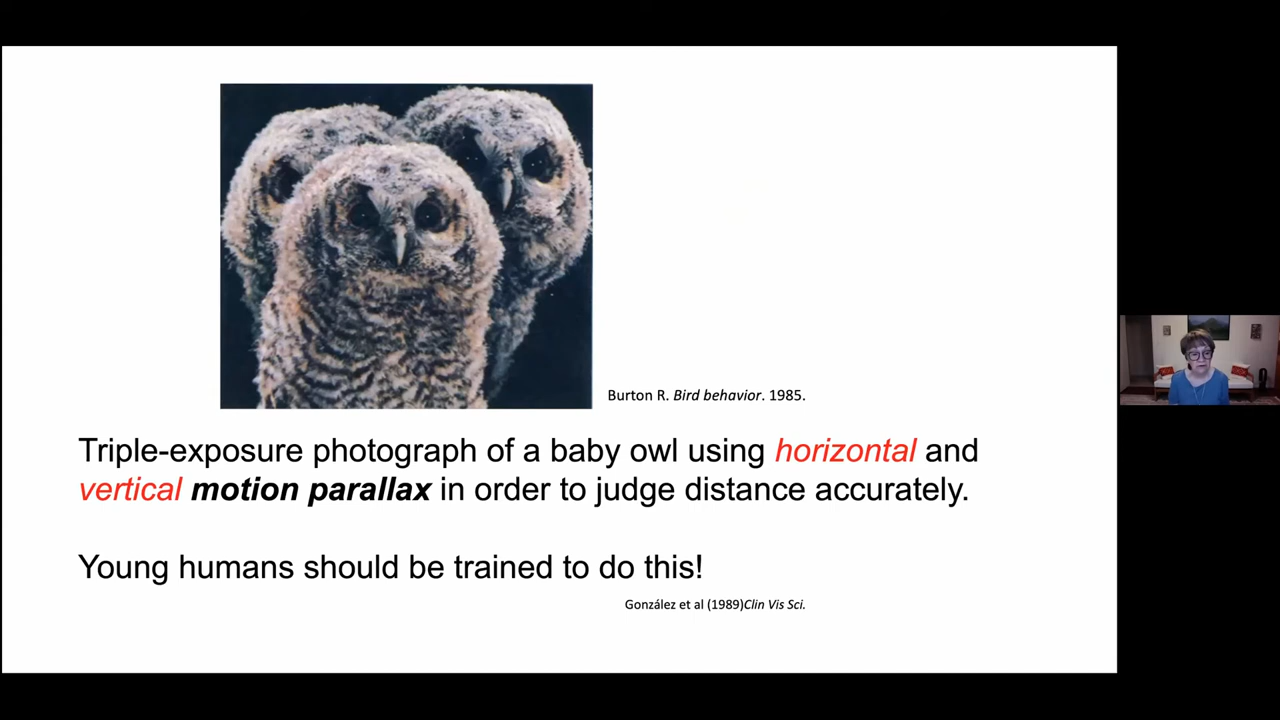 Burton R. Bird behavior. 1985.
Triple-exposure photograph of a baby owl using horizontal and
vertical motion parallax in order to judge distance accurately.
Young humans should be trained to do this!
González et al (1989)Clin Vis Sci.